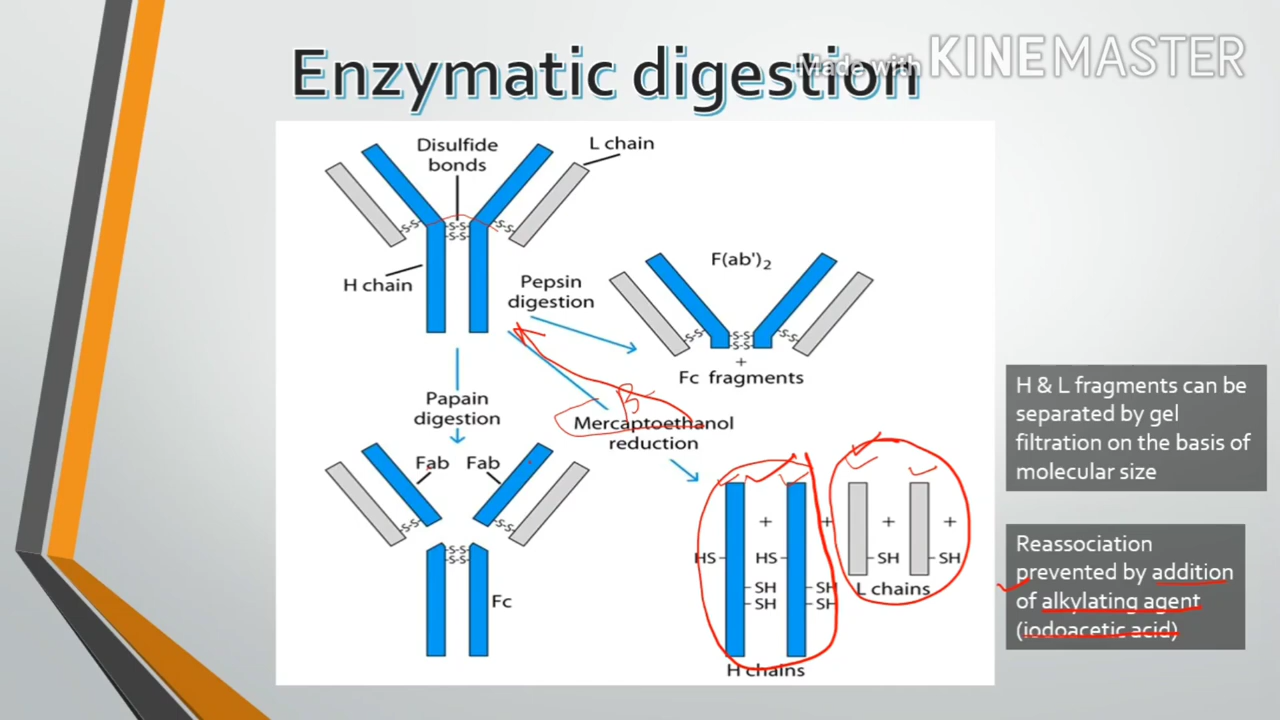 Enzymatic digestion
Made with KINEMASTER
Disulfide
bonds
L chain
S-S
S-S
S-S
S-S
H chain
Pepsin
digestion
F(ab')2
S-S
S-S
S-S
S-S
+
Fc fragments
Papain
digestion
B-
Mercaptoethanol
reduction
Fab Fab
S-S
S-S
S-S
S-S
Fc
+ + + +
HS HS SH SH
SH SH
SH SH
L chains
H chains
H & L fragments can be
separated by gel
filtration on the basis of
molecular size
Reassociation
prevented by addition
of alkylating agent
(iodoacetic acid)